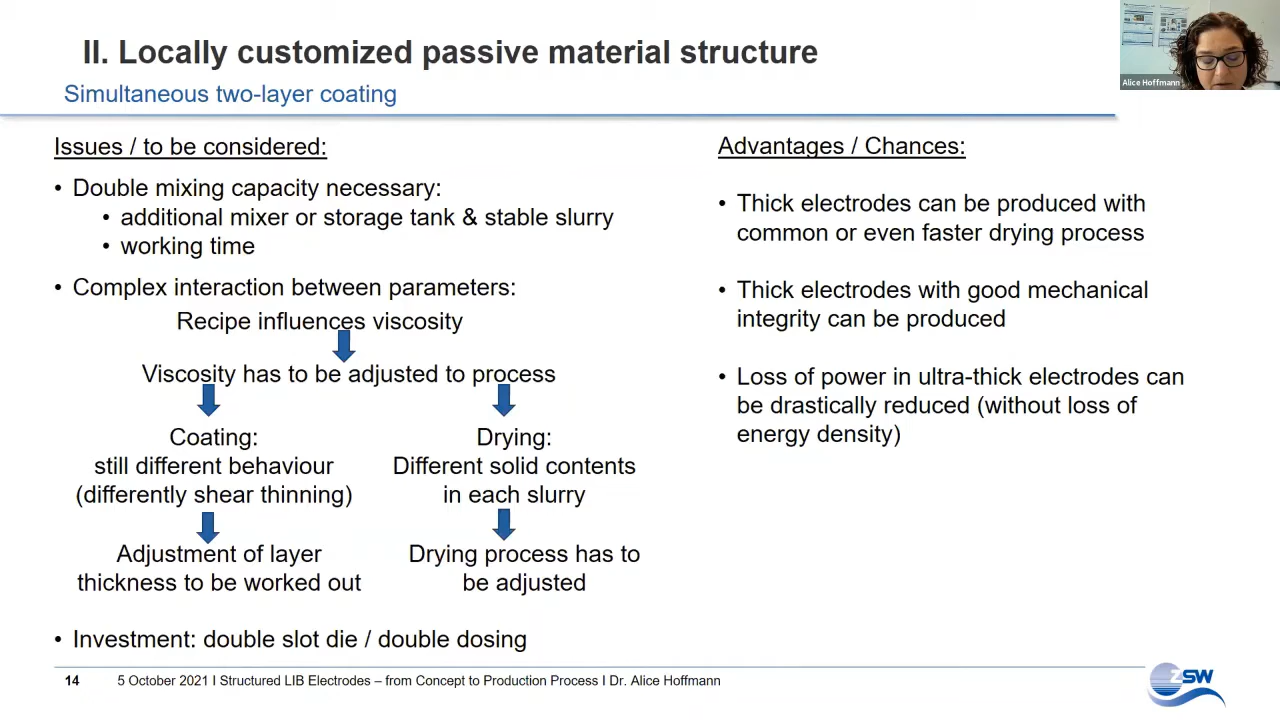 II. Locally customized passive material structure
Simultaneous two-layer coating
Alice Hoffmann
Issues / to be considered:
• Double mixing capacity necessary:
• additional mixer or storage tank & stable slurry
• working time
• Complex interaction between parameters:
Recipe influences viscosity
Viscosity has to be adjusted to process
Coating:
still different behaviour
(differently shear thinning)
Adjustment of layer
thickness to be worked out
Drying:
Different solid contents
in each slurry
Drying process has to
be adjusted
• Investment: double slot die / double dosing
Advantages / Chances:
• Thick electrodes can be produced with
common or even faster drying process
• Thick electrodes with good mechanical
integrity can be produced
• Loss of power in ultra-thick electrodes can
be drastically reduced (without loss of
energy density)
14 5 October 2021 I Structured LIB Electrodes – from Concept to Production Process I Dr. Alice Hoffmann
ZSW